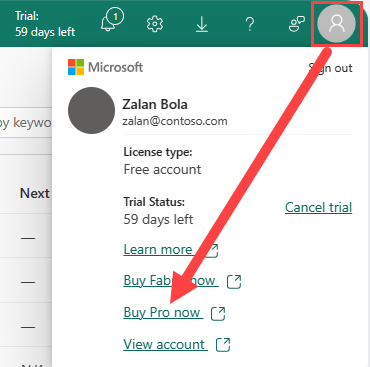 Trial:
59 days left
1
?
Microsoft
Sign out
by keywo
Zalan Bola
zalan@contoso.com
License type:
Free account
Next
Trial Status:
59 days left
Cancel trial
—
Learn more
—
Buy Fab now
—
Buy Pro now
—
View account